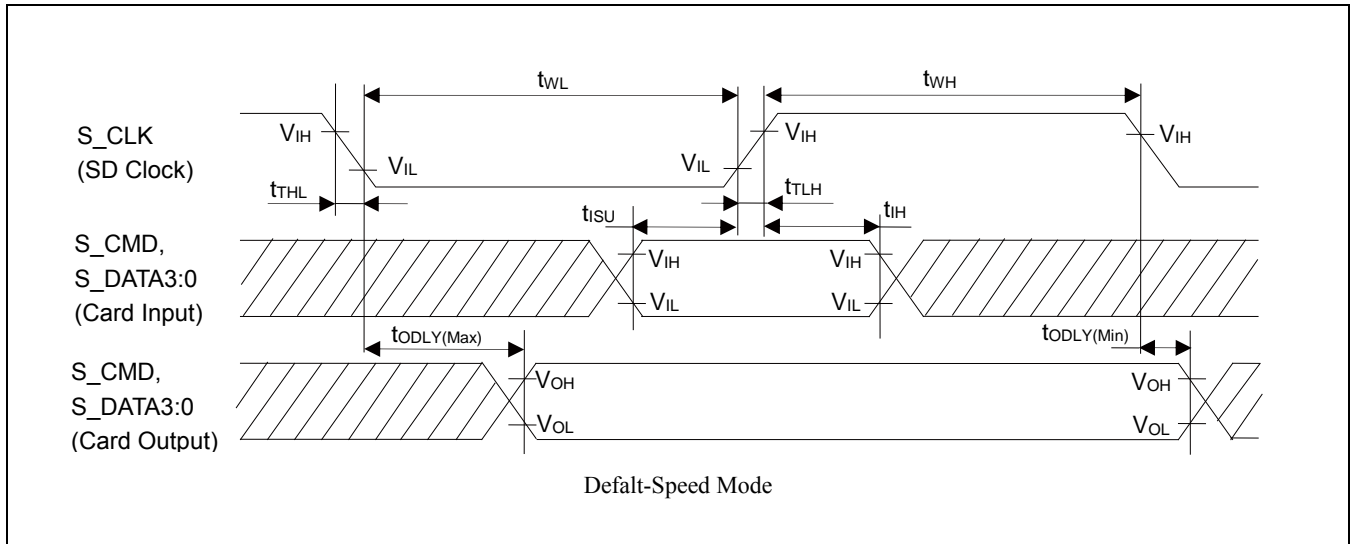 tWL
tWH
S_CLK
(SD Clock)
VIH
VIL
VIL
VIH
VIH
tTHL
tTLH
tISU
tIH
S_CMD,
S_DATA3:0
(Card Input)
VIH
VIL
VIH
VIL
tODLY(Max)
tODLY(Min)
S_CMD,
S_DATA3:0
(Card Output)
VOH
VOL
VOH
VOL
Defalt-Speed Mode